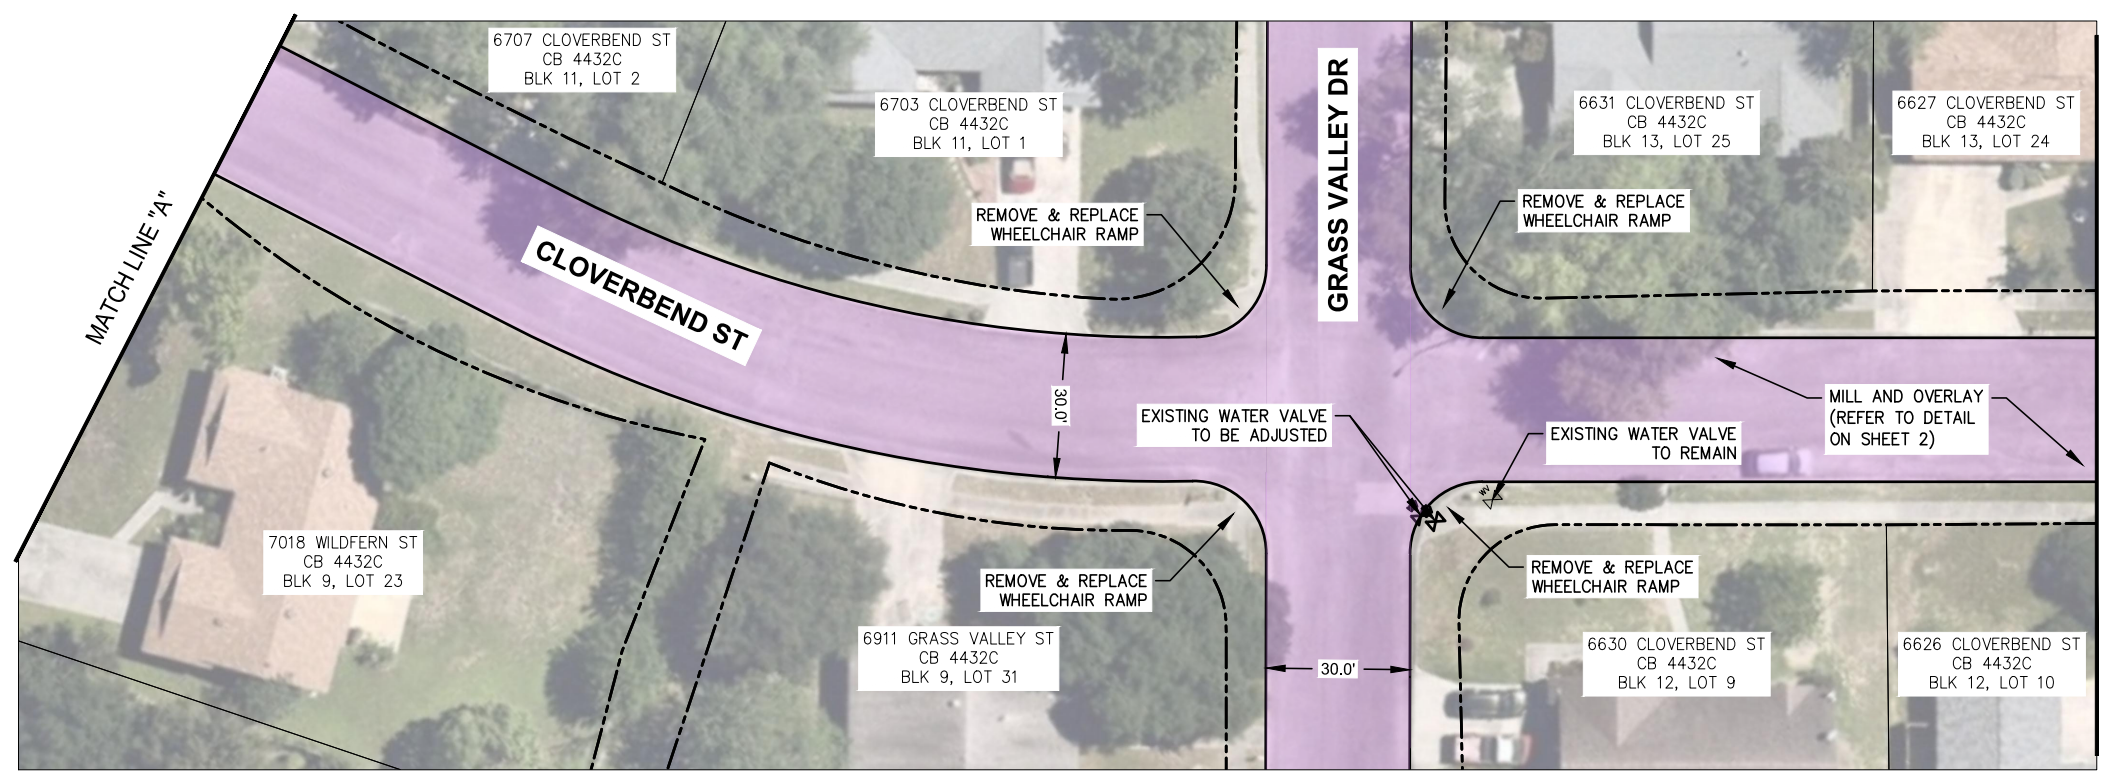 6707 CLOVERBEND ST
CB 4432C
BLK 11, LOT 2
6703 CLOVERBEND ST
CB 4432C
BLK 11, LOT 1
GRASS VALLEY DR
6631 CLOVERBEND ST
CB 4432C
BLK 13, LOT 25
6627 CLOVERBEND ST
CB 4432C
BLK 13, LOT 24
MATCH LINE "A"
REMOVE & REPLACE
WHEELCHAIR RAMP
REMOVE & REPLACE
WHEELCHAIR RAMP
CLOVERBEND ST
30.0'
EXISTING WATER VALVE
TO BE ADJUSTED
MILL AND OVERLAY
(REFER TO DETAIL
ON SHEET 2)
EXISTING WATER VALVE
TO REMAIN
WV
7018 WILDFERN ST
CB 4432C
BLK 9, LOT 23
REMOVE & REPLACE
WHEELCHAIR RAMP
REMOVE & REPLACE
WHEELCHAIR RAMP
6911 GRASS VALLEY ST
CB 4432C
BLK 9, LOT 31
30.0'
6630 CLOVERBEND ST
CB 4432C
BLK 12, LOT 9
6626 CLOVERBEND ST
CB 4432C
BLK 12, LOT 10